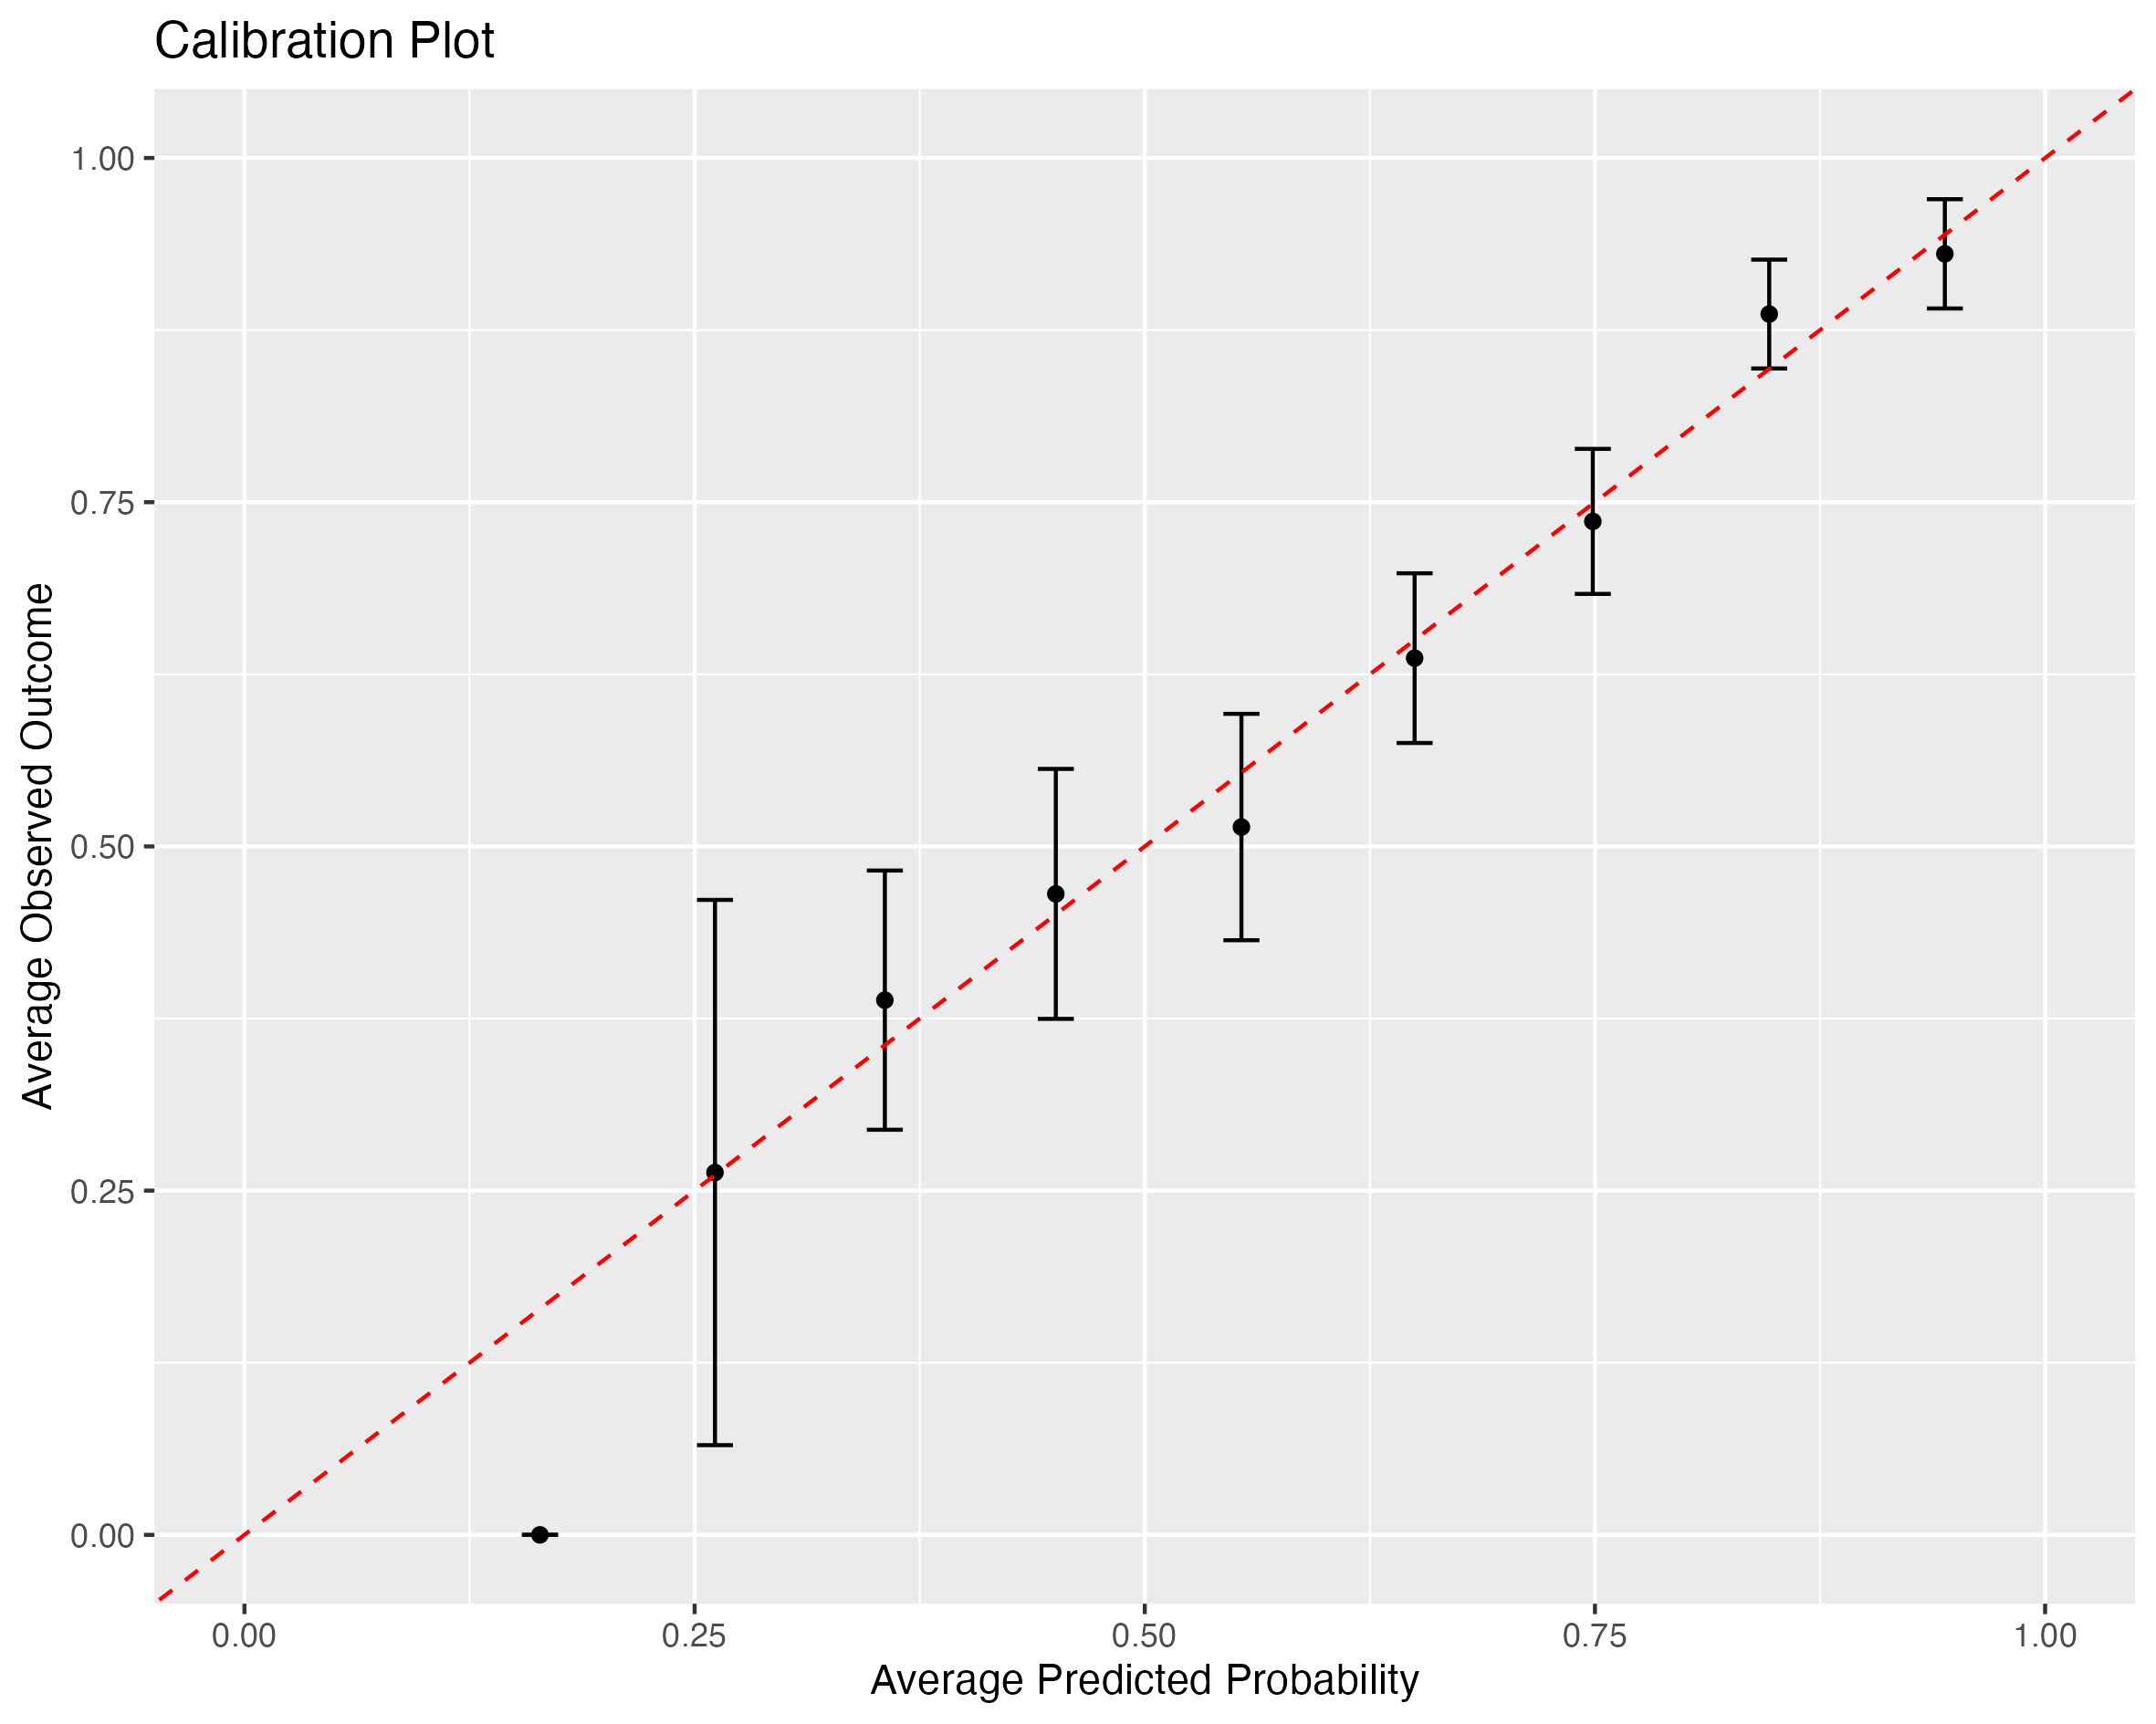 Calibration Plot
Average Observed Outcome
1.00
0.75
0.50
0.25
0.00
0.00 0.25 0.50 0.75 1.00
Average Predicted Probability